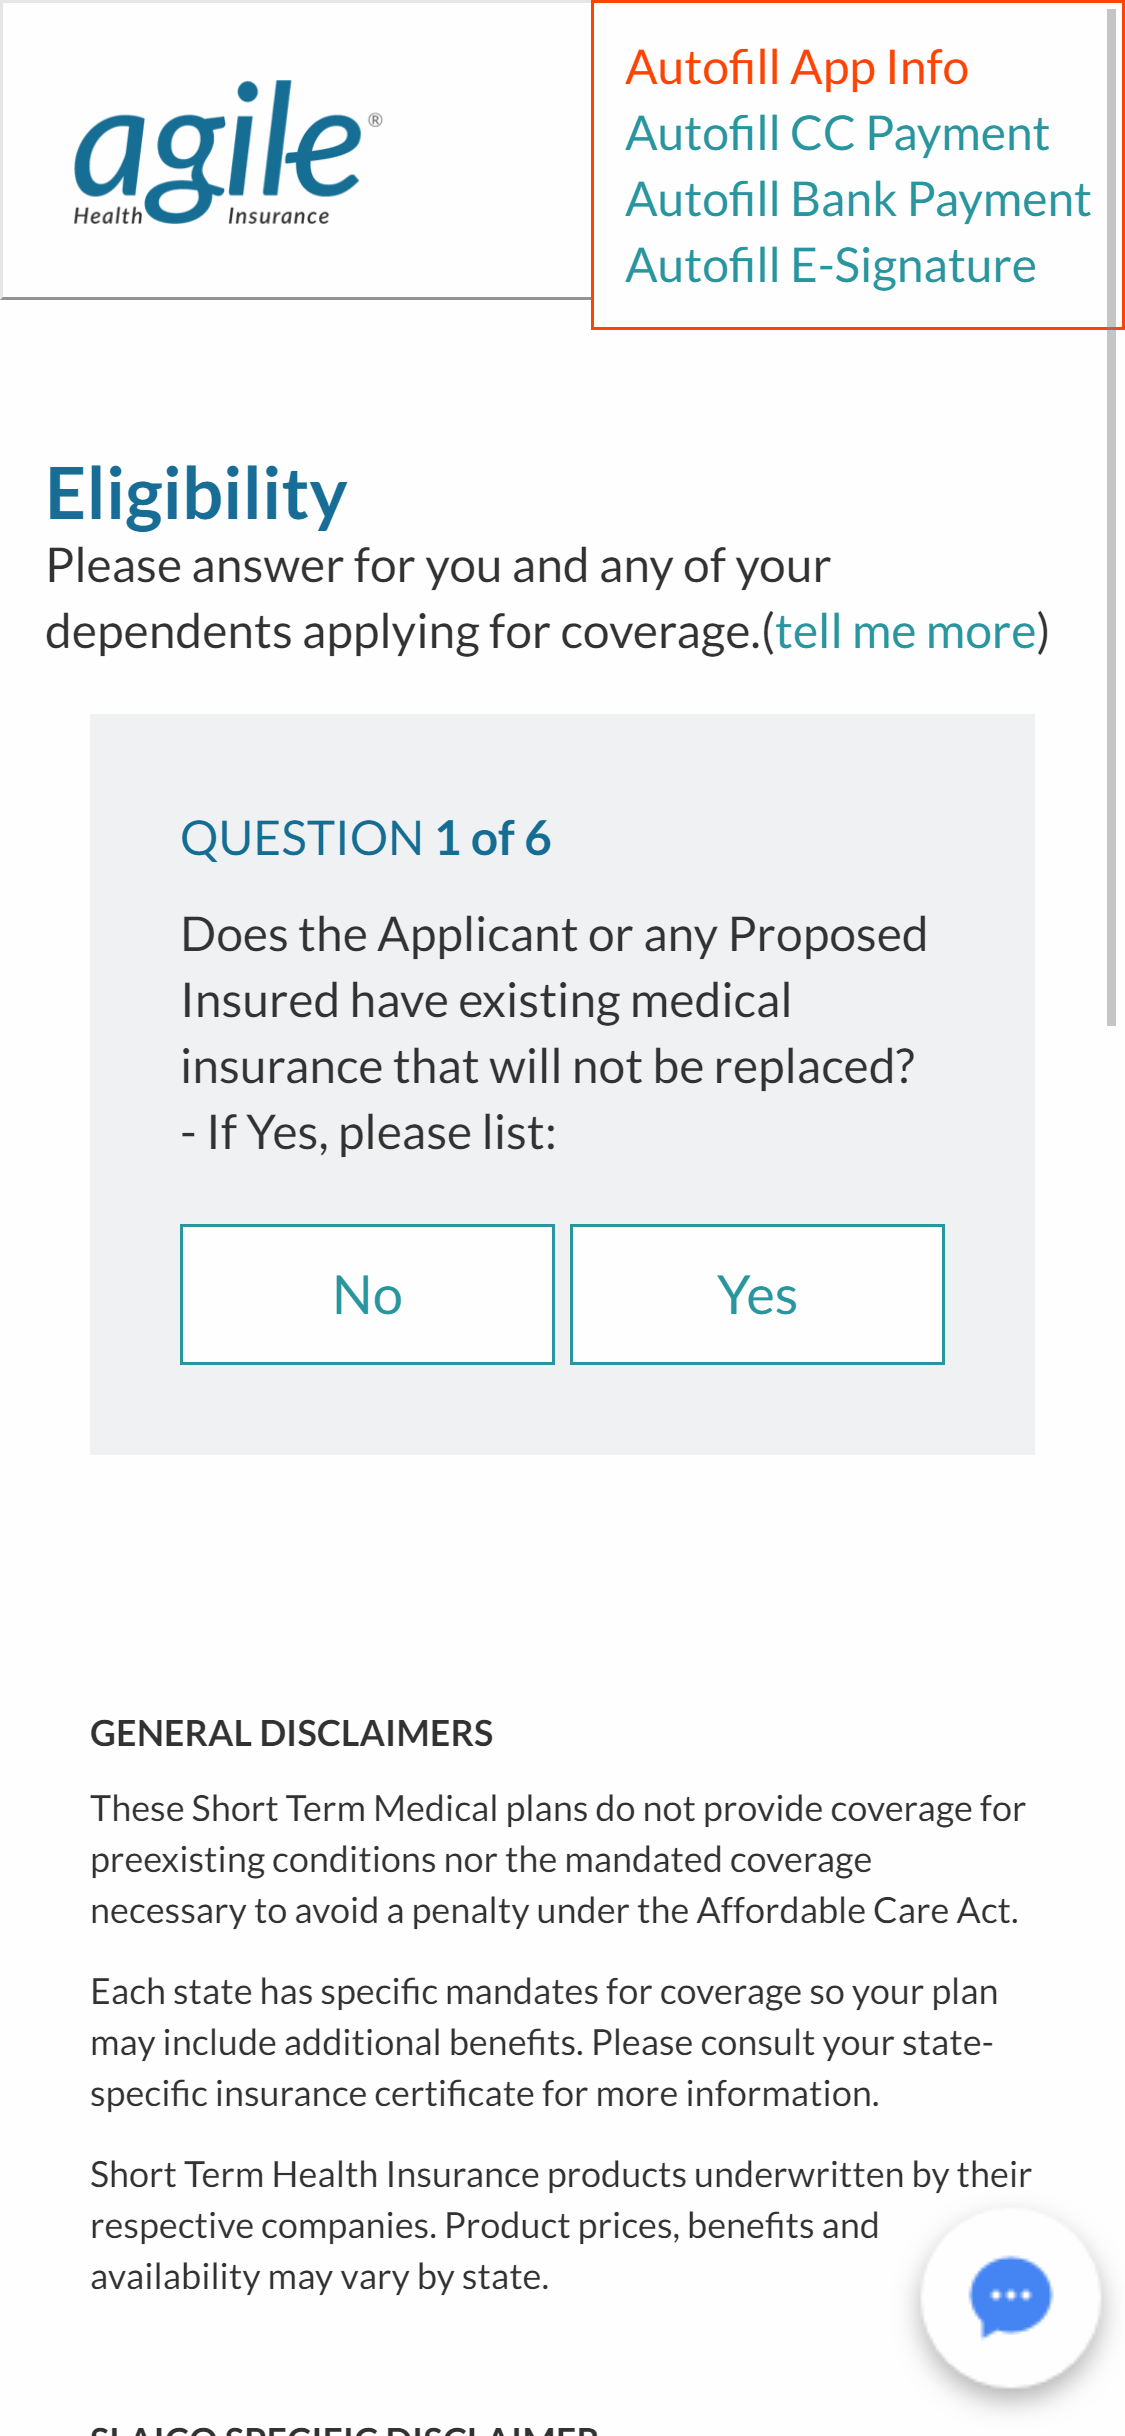 agile®
Health Insurance
Autofill App Info
Autofill CC Payment
Autofill Bank Payment
Autofill E-Signature
Eligibility
Please answer for you and any of your
dependents applying for coverage.(tell me more)
QUESTION 1 of 6
Does the Applicant or any Proposed
Insured have existing medical
insurance that will not be replaced?
- If Yes, please list:
No
Yes
GENERAL DISCLAIMERS
These Short Term Medical plans do not provide coverage for
preexisting conditions nor the mandated coverage
necessary to avoid a penalty under the Affordable Care Act.
Each state has specific mandates for coverage so your plan
may include additional benefits. Please consult your state-
specific insurance certificate for more information.
Short Term Health Insurance products underwritten by their
respective companies. Product prices, benefits and
availability may vary by state.
SLAICO SPECIFIC DISCLAIMER